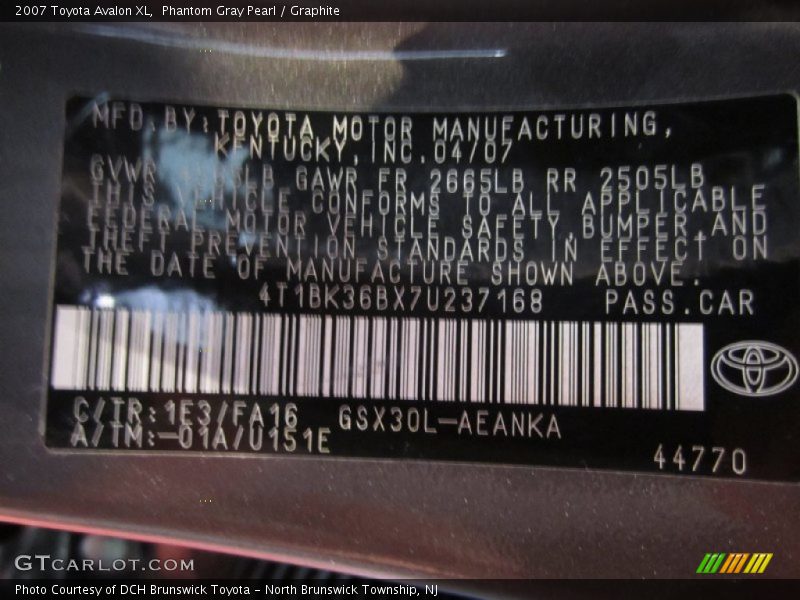 2007 Toyota Avalon XL,  Phantom Gray Pearl / Graphite
MFD.BY:TOYOTA MOTOR MANUFACTURING,
KENTUCKY,INC.04/07
GVWR GAWR FR 2665LB RR 2505LB
THIS VEHICLE CONFORMS TO ALL APPLICABLE
FEDERAL MOTOR VEHICLE SAFETY,BUMPER,AND
THEFT PREVENTION STANDARDS IN EFFECT ON
THE DATE OF MANUFACTURE SHOWN ABOVE.
4T1BK36BX7U237168 PASS.CAR
C/TR:1E3/FA16 GSX30L-AEANKA
A/TM:-01A/U151E
44770
GTCARLOT.COM
Photo Courtesy of DCH Brunswick Toyota - North Brunswick Township, NJ